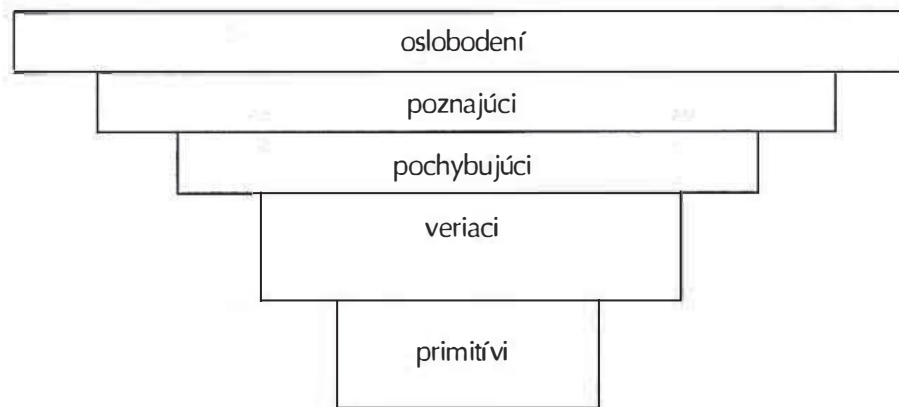 oslobodení
poznajúci
pochybujúci
veriaci
primitívi